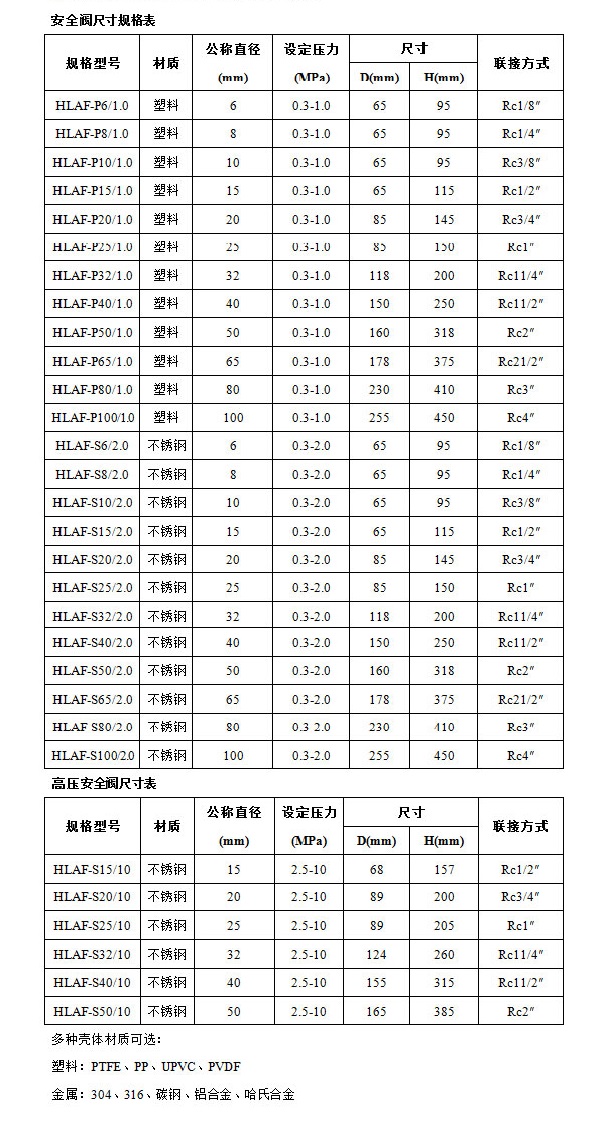 安全阀尺寸规格表
规格型号 材质 公称直径(mm) 设定压力(MPa) 尺寸 联接方式
D(mm) H(mm)
HLAF-P6/1.0 塑料 6 0.3-1.0 65 95 Rc1/8″
HLAF-P8/1.0 塑料 8 0.3-1.0 65 95 Rc1/4″
HLAF-P10/1.0 塑料 10 0.3-1.0 65 95 Rc3/8″
HLAF-P15/1.0 塑料 15 0.3-1.0 65 115 Rc1/2″
HLAF-P20/1.0 塑料 20 0.3-1.0 85 145 Rc3/4″
HLAF-P25/1.0 塑料 25 0.3-1.0 85 150 Rc1″
HLAF-P32/1.0 塑料 32 0.3-1.0 118 200 Rc11/4″
HLAF-P40/1.0 塑料 40 0.3-1.0 150 250 Rc11/2″
HLAF-P50/1.0 塑料 50 0.3-1.0 160 318 Rc2″
HLAF-P65/1.0 塑料 65 0.3-1.0 178 375 Rc21/2″
HLAF-P80/1.0 塑料 80 0.3-1.0 230 410 Rc3″
HLAF-P100/1.0 塑料 100 0.3-1.0 255 450 Rc4″
HLAF-S6/2.0 不锈钢 6 0.3-2.0 65 95 Rc1/8″
HLAF-S8/2.0 不锈钢 8 0.3-2.0 65 95 Rc1/4″
HLAF-S10/2.0 不锈钢 10 0.3-2.0 65 95 Rc3/8″
HLAF-S15/2.0 不锈钢 15 0.3-2.0 65 115 Rc1/2″
HLAF-S20/2.0 不锈钢 20 0.3-2.0 85 145 Rc3/4″
HLAF-S25/2.0 不锈钢 25 0.3-2.0 85 150 Rc1″
HLAF-S32/2.0 不锈钢 32 0.3-2.0 118 200 Rc11/4″
HLAF-S40/2.0 不锈钢 40 0.3-2.0 150 250 Rc11/2″
HLAF-S50/2.0 不锈钢 50 0.3-2.0 160 318 Rc2″
HLAF-S65/2.0 不锈钢 65 0.3-2.0 178 375 Rc21/2″
HLAF-S80/2.0 不锈钢 80 0.3-2.0 230 410 Rc3″
HLAF-S100/2.0 不锈钢 100 0.3-2.0 255 450 Rc4″
高压安全阀尺寸表
规格型号 材质 公称直径(mm) 设定压力(MPa) 尺寸 联接方式
D(mm) H(mm)
HLAF-S15/10 不锈钢 15 2.5-10 68 157 Rc1/2″
HLAF-S20/10 不锈钢 20 2.5-10 89 200 Rc3/4″
HLAF-S25/10 不锈钢 25 2.5-10 89 205 Rc1″
HLAF-S32/10 不锈钢 32 2.5-10 124 260 Rc11/4″
HLAF-S40/10 不锈钢 40 2.5-10 155 315 Rc11/2″
HLAF-S50/10 不锈钢 50 2.5-10 165 385 Rc2″
多种壳体材质可选：
塑料：PTFE、PP、UPVC、PVDF
金属：304、316、碳钢、铝合金、哈氏合金